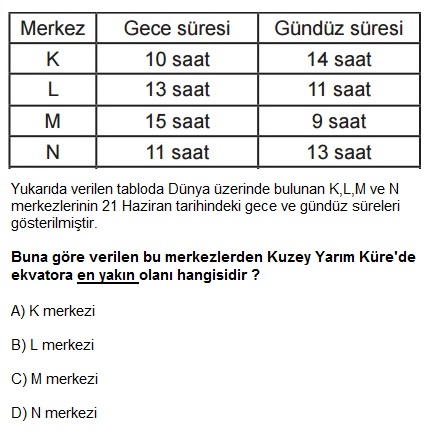 Merkez Gece süresi Gündüz süresi
K 10 saat 14 saat
L 13 saat 11 saat
M 15 saat 9 saat
N 11 saat 13 saat
Yukarıda verilen tabloda Dünya üzerinde bulunan K,L,M ve N
merkezlerinin 21 Haziran tarihindeki gece ve gündüz süreleri
gösterilmiştir.
Buna göre verilen bu merkezlerden Kuzey Yarım Küre'de
ekvatora en yakın olanı hangisidir ?
A) K merkezi
B) L merkezi
C) M merkezi
D) N merkezi